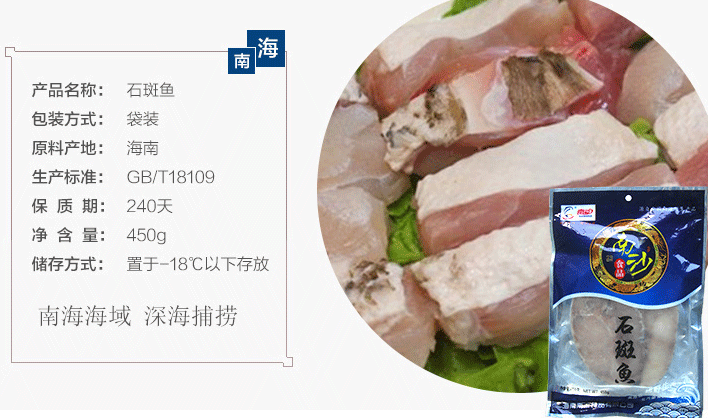 南海
产品名称： 石斑鱼
包装方式： 袋装
原料产地： 海南
生产标准： GB/T18109
保 质 期： 240天
净 含 量： 450g
储存方式： 置于-18℃以下存放
南海海域 深海捕捞
南沙
食品
石斑魚